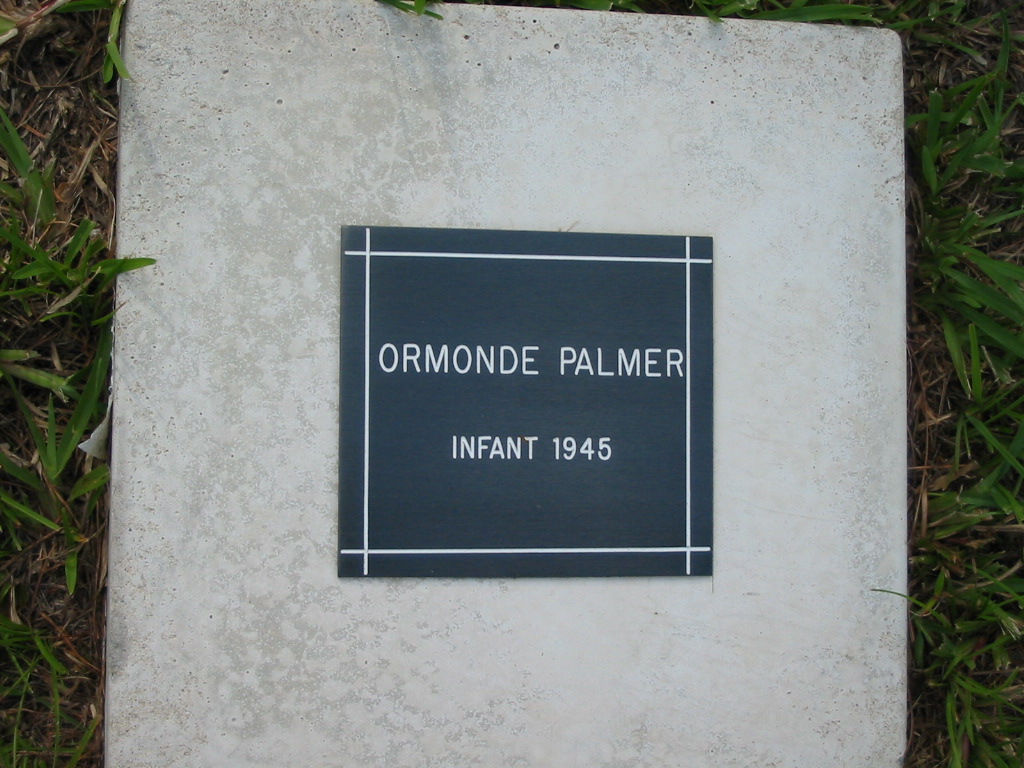 ORMONDE PALMER
INFANT 1945